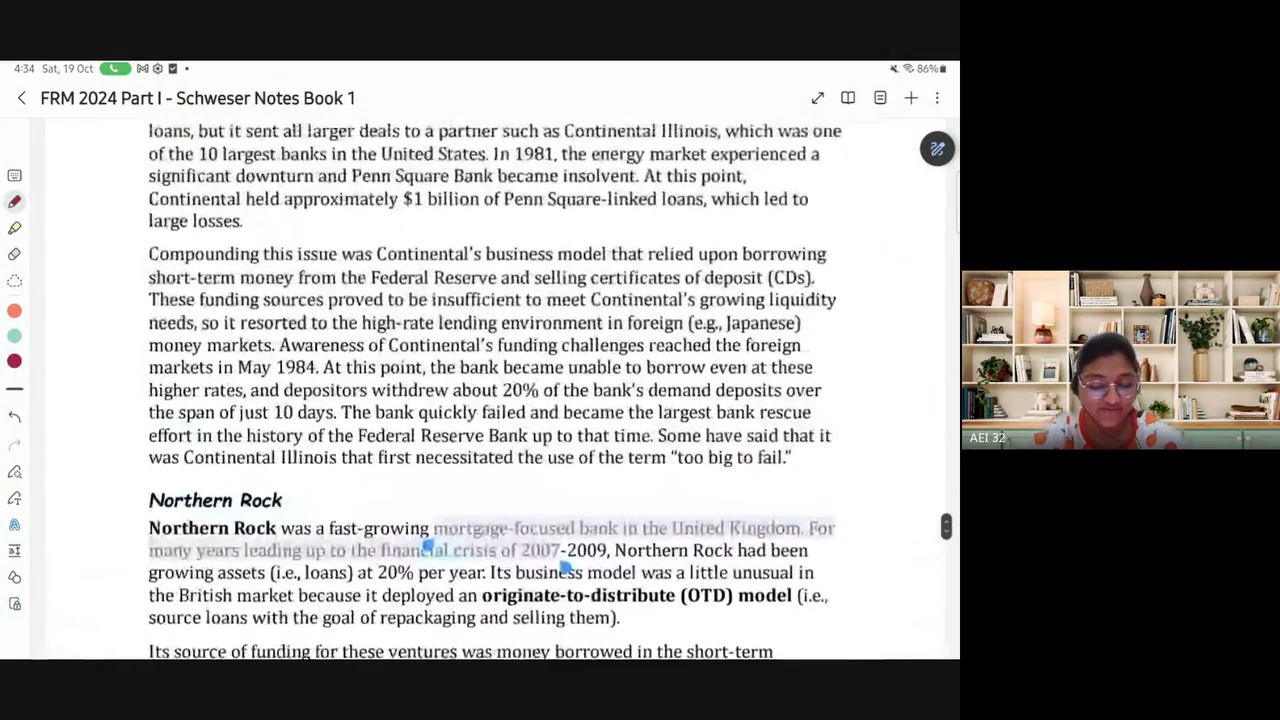 4:34 Sat, 19 Oct
86%
FRM 2024 Part I - Schweser Notes Book 1
loans, but it sent all larger deals to a partner such as Continental Illinois, which was one
of the 10 largest banks in the United States. In 1981, the energy market experienced a
significant downturn and Penn Square Bank became insolvent. At this point,
Continental held approximately $1 billion of Penn Square-linked loans, which led to
large losses.
Compounding this issue was Continental's business model that relied upon borrowing
short-term money from the Federal Reserve and selling certificates of deposit (CDs).
These funding sources proved to be insufficient to meet Continental's growing liquidity
needs, so it resorted to the high-rate lending environment in foreign (e.g., Japanese)
money markets. Awareness of Continental's funding challenges reached the foreign
markets in May 1984. At this point, the bank became unable to borrow even at these
higher rates, and depositors withdrew about 20% of the bank's demand deposits over
the span of just 10 days. The bank quickly failed and became the largest bank rescue
effort in the history of the Federal Reserve Bank up to that time. Some have said that it
was Continental Illinois that first necessitated the use of the term "too big to fail."
Northern Rock
Northern Rock was a fast-growing mortgage-focused bank in the United Kingdom. For
many years leading up to the financial crisis of 2007-2009, Northern Rock had been
growing assets (i.e., loans) at 20% per year. Its business model was a little unusual in
the British market because it deployed an originate-to-distribute (OTD) model (i.e.,
source loans with the goal of repackaging and selling them).
Its source of funding for these ventures was money borrowed in the short-term
AEI 32